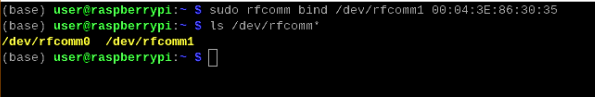 (base) user@raspberrypi:~ $ sudo rfcomm bind /dev/rfcomm1 00:04:3E:86:30:35
(base) user@raspberrypi:~ $ ls /dev/rfcomm*
/dev/rfcomm0  /dev/rfcomm1
(base) user@raspberrypi:~ $